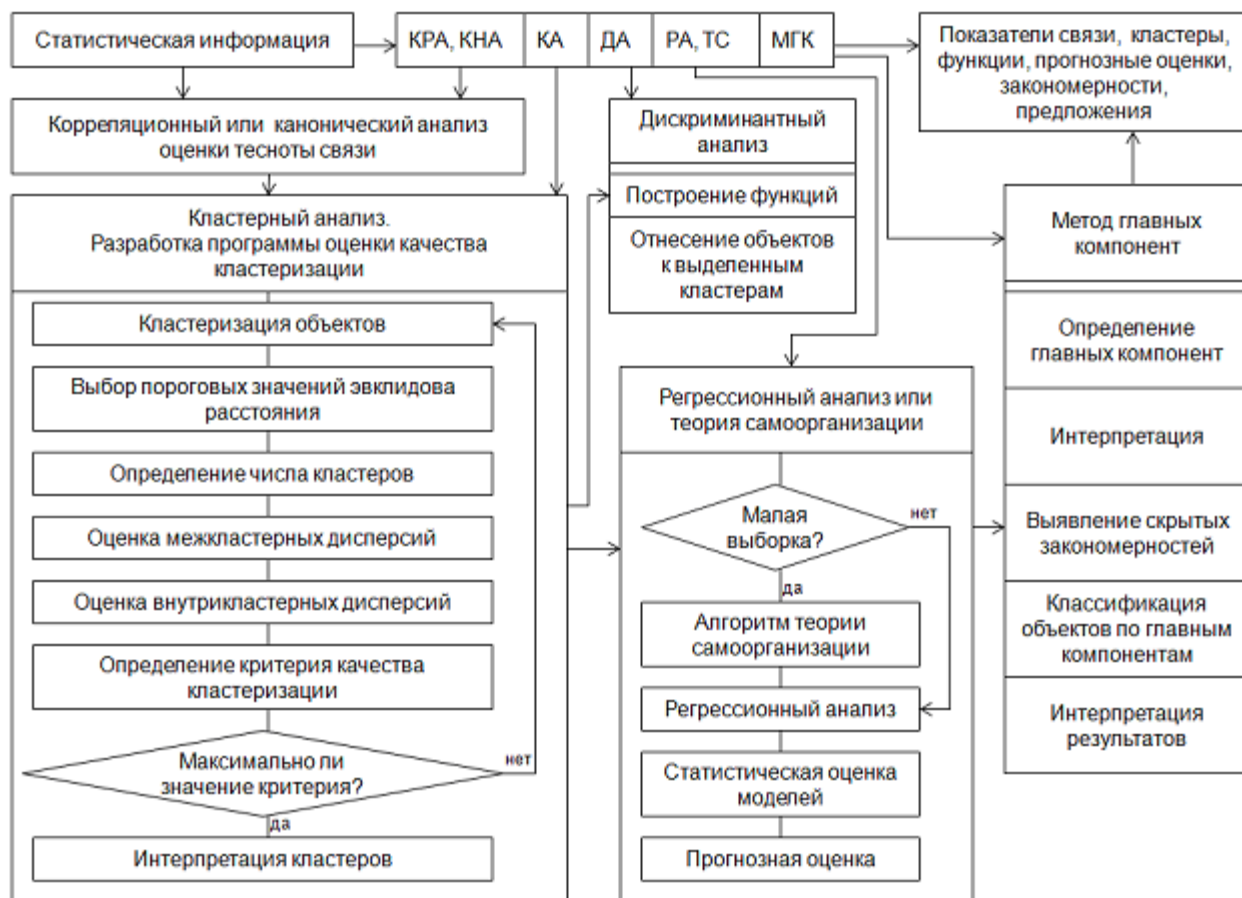 Статистическая информация
КРА, КНА
КА
ДА
РА, ТС
МГК
Показатели связи, кластеры,
функции, прогнозные оценки,
закономерности,
предложения
Корреляционный или канонический анализ
оценки тесноты связи
Кластерный анализ.
Разработка программы оценки качества
кластеризации
Кластеризация объектов
Выбор пороговых значений эвклидова
расстояния
Определение числа кластеров
Оценка межкластерных дисперсий
Оценка внутрикластерных дисперсий
Определение критерия качества
кластеризации
Максимально ли
значение критерия?
нет
да
Интерпретация кластеров
Дискриминантный
анализ
Построение функций
Отнесение объектов
к выделенным
кластерам
Регрессионный анализ или
теория самоорганизации
Малая
выборка?
нет
да
Алгоритм теории
самоорганизации
Регрессионный анализ
Статистическая оценка
моделей
Прогнозная оценка
Метод главных
компонент
Определение
главных компонент
Интерпретация
Выявление скрытых
закономерностей
Классификация
объектов по главным
компонентам
Интерпретация
результатов